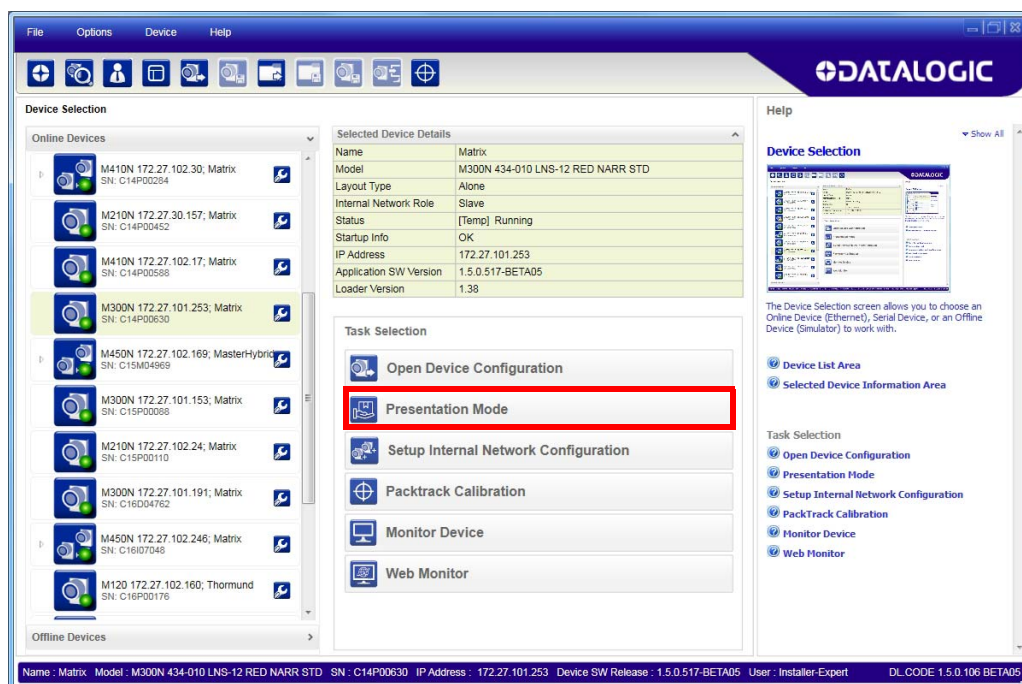 File Options Device Help
DATALOGIC
Device Selection
Online Devices
M410N 172.27.102.30; Matrix
SN: C14P00284
M210N 172.27.30.157; Matrix
SN: C14P00452
M410N 172.27.102.17; Matrix
SN: C14P00588
M300N 172.27.101.253; Matrix
SN: C14P00630
M450N 172.27.102.169; MasterHybrid
SN: C15M04969
M300N 172.27.101.153; Matrix
SN: C15P00088
M210N 172.27.102.24; Matrix
SN: C15P00110
M300N 172.27.101.191; Matrix
SN: C16D04762
M450N 172.27.102.246; Matrix
SN: C16I07048
M120 172.27.102.160; Thormund
SN: C16P00176
Offline Devices
Selected Device Details
Name Matrix
Model M300N 434-010 LNS-12 RED NARR STD
Layout Type Alone
Internal Network Role Slave
Status [Temp] Running
Startup Info OK
IP Address 172.27.101.253
Application SW Version 1.5.0.517-BETA05
Loader Version 1.38
Task Selection
Open Device Configuration
Presentation Mode
Setup Internal Network Configuration
Packtrack Calibration
Monitor Device
Web Monitor
Help
Show All
Device Selection
The Device Selection screen allows you to choose an
Online Device (Ethernet), Serial Device, or an Offline
Device (Simulator) to work with.
Device List Area
Selected Device Information Area
Task Selection
Open Device Configuration
Presentation Mode
Setup Internal Network Configuration
PackTrack Calibration
Monitor Device
Web Monitor
Name : Matrix Model : M300N 434-010 LNS-12 RED NARR STD SN : C14P00630 IP Address : 172.27.101.253 Device SW Release : 1.5.0.517-BETA05 User : Installer-Expert DL.CODE 1.5.0.106 BETA05